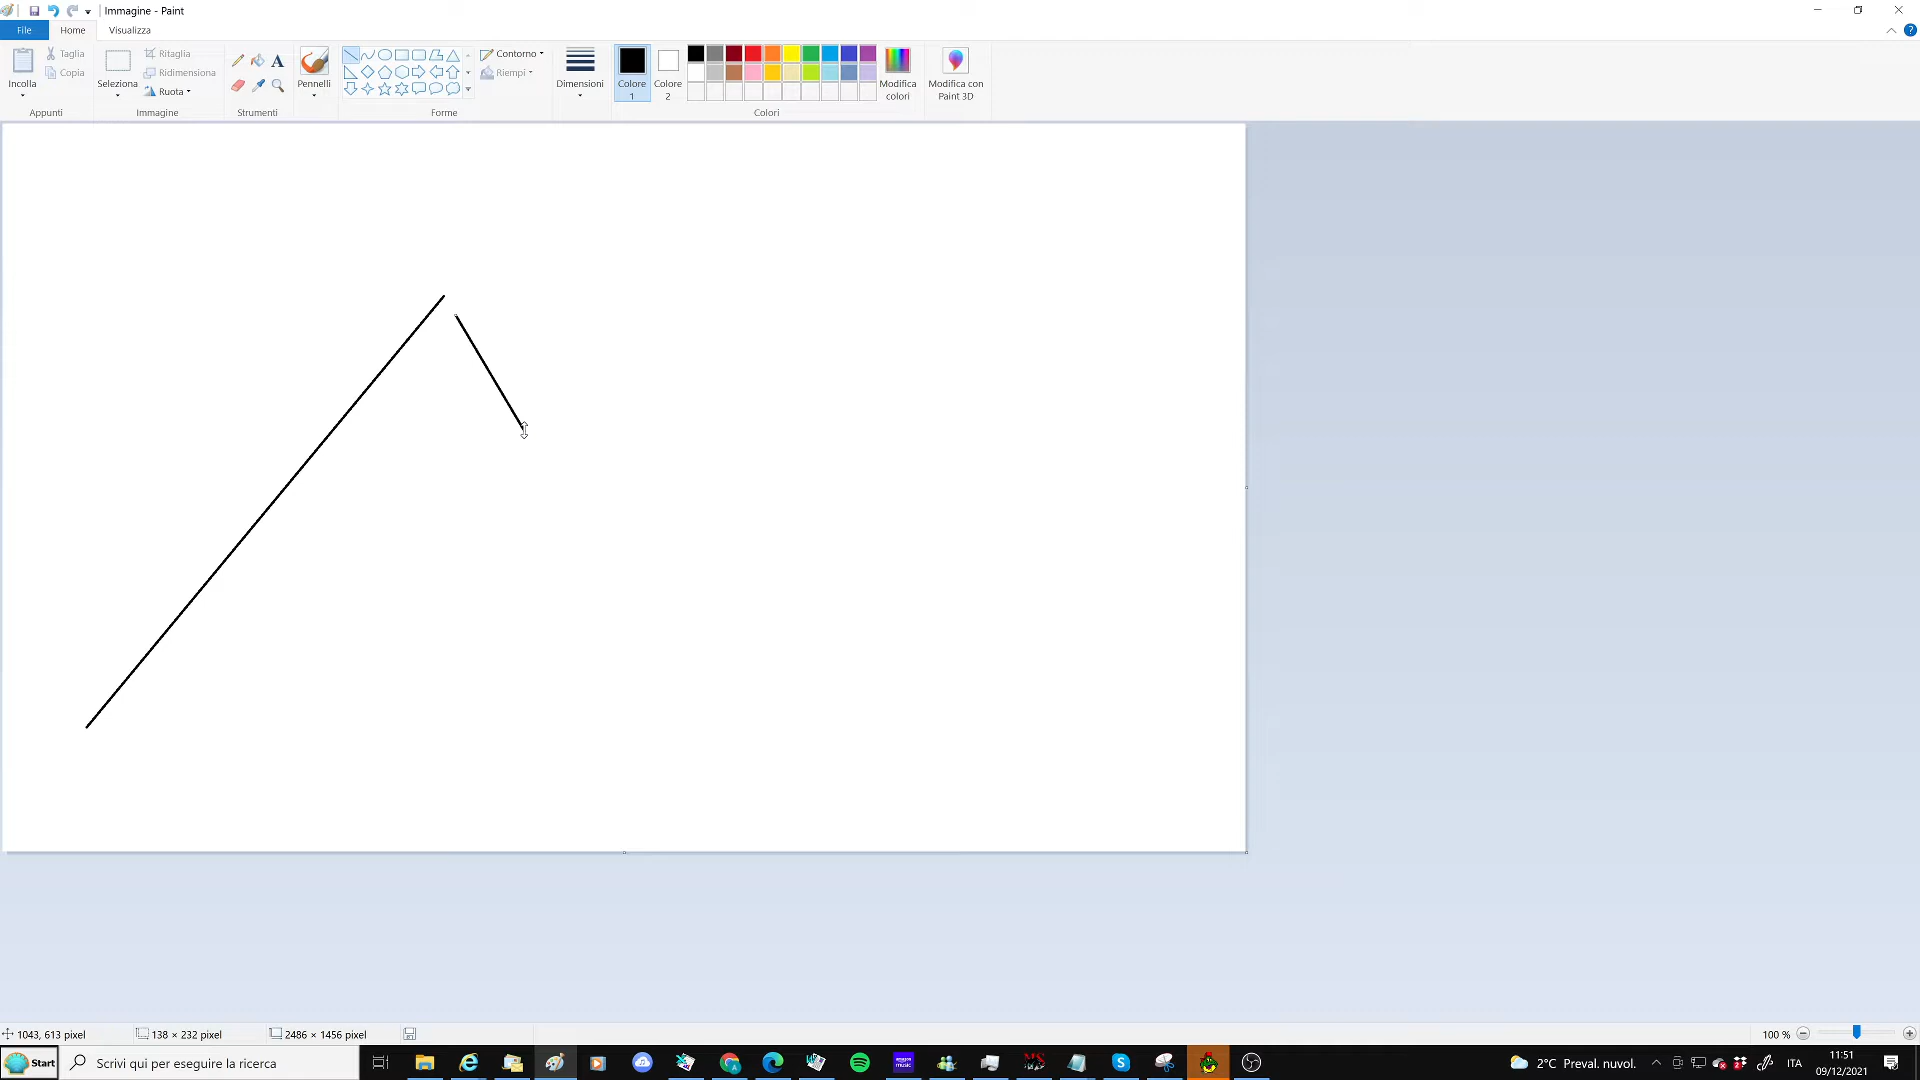 Immagine - Paint
File Home Visualizza
Incolla
Taglia
Copia
Appunti
Seleziona
Ritaglia
Ridimensiona
Ruota
Immagine
Strumenti
Pennelli
Contorno
Riempi
Forme
Dimensioni
Colore 1
Colore 2
Modifica colori
Colori
Modifica con Paint 3D
1043, 613 pixel 138 × 232 pixel 2486 × 1456 pixel 100 %
Start Scrivi qui per eseguire la ricerca 2°C Preval. nuvol. ITA 11:51
09/12/2021